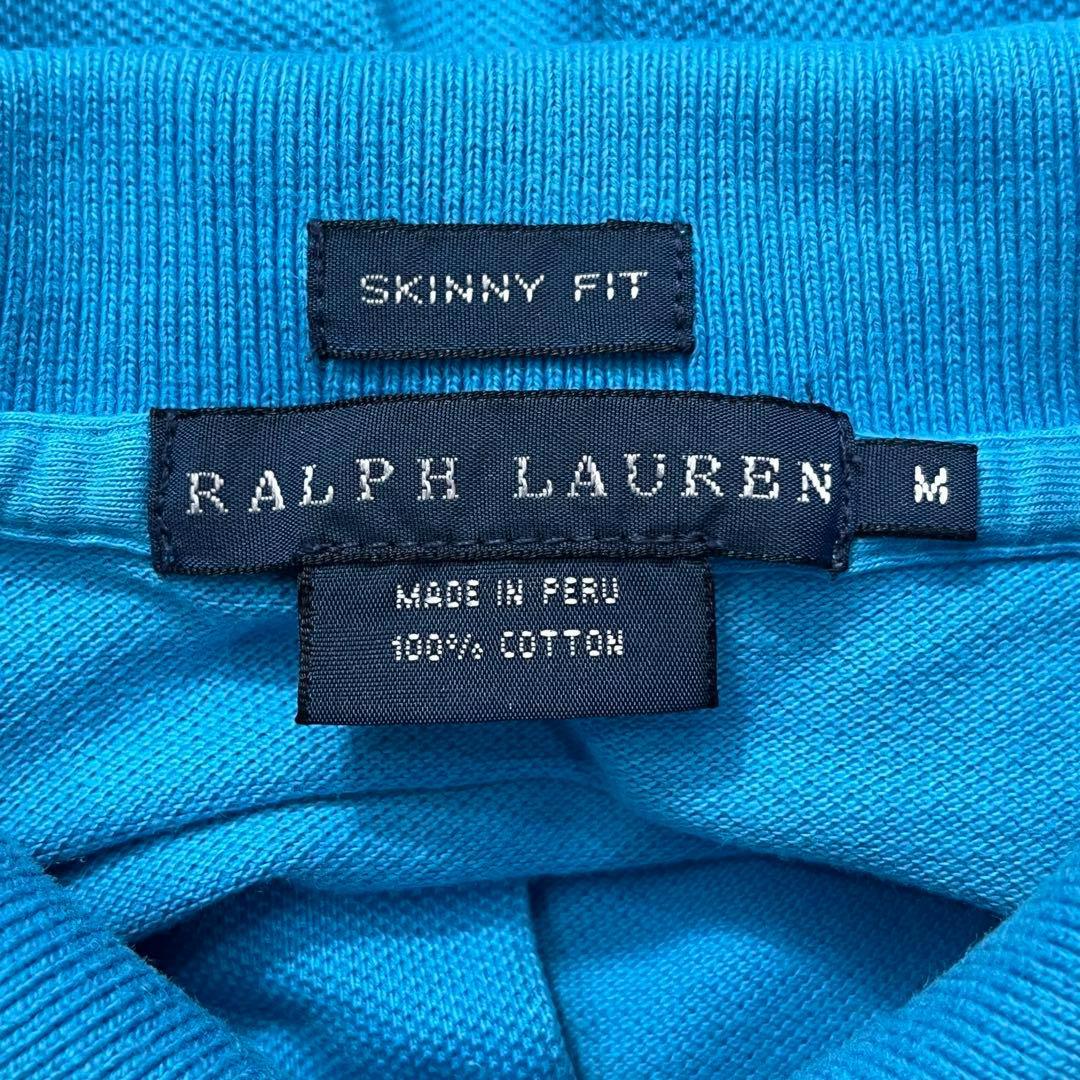 SKINNY FIT
RALPH LAUREN M
MADE IN PERU
100% COTTON